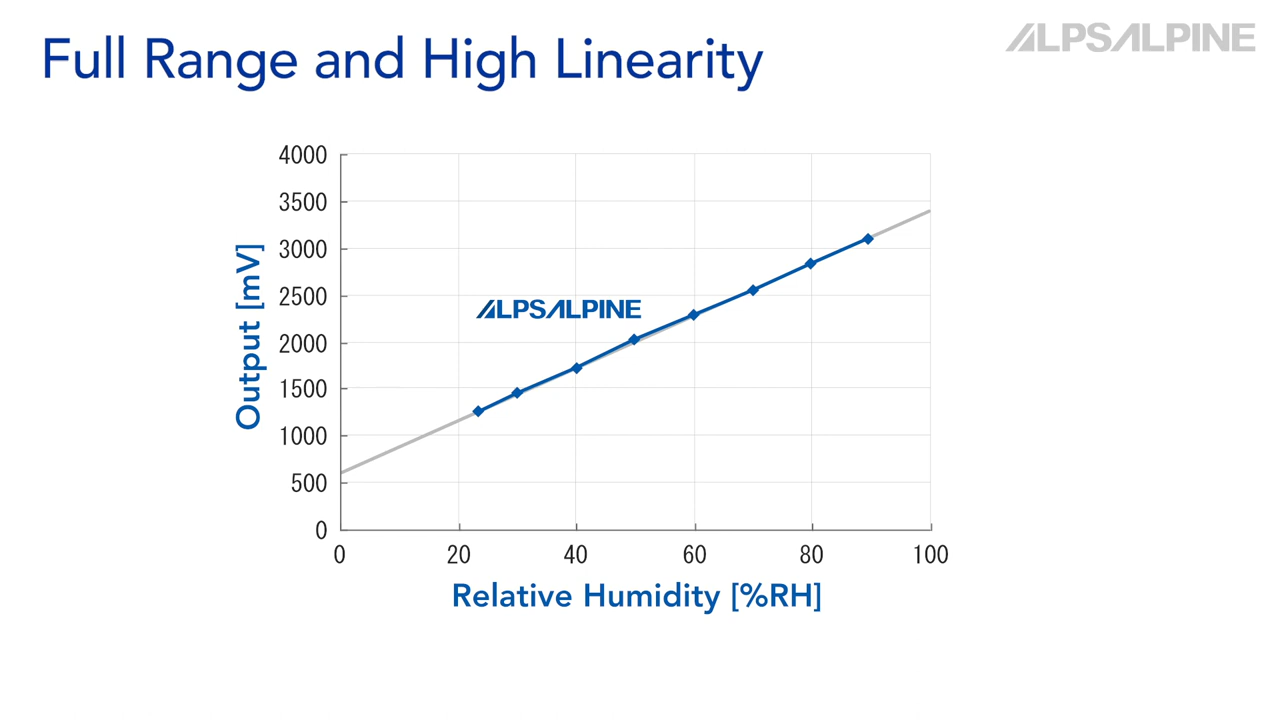 Full Range and High Linearity
ALPSALPINE
4000
3500
3000
2500
2000
1500
1000
500
0
Output [mV]
ALPSALPINE
0 20 40 60 80 100
Relative Humidity [%RH]